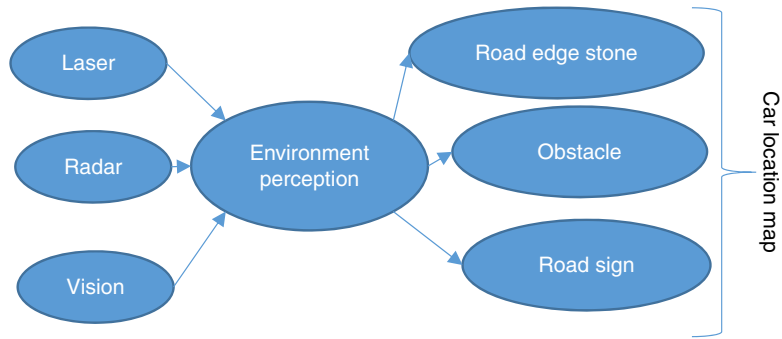 Laser
Radar
Vision
Environment
perception
Road edge stone
Obstacle
Road sign
Car location map